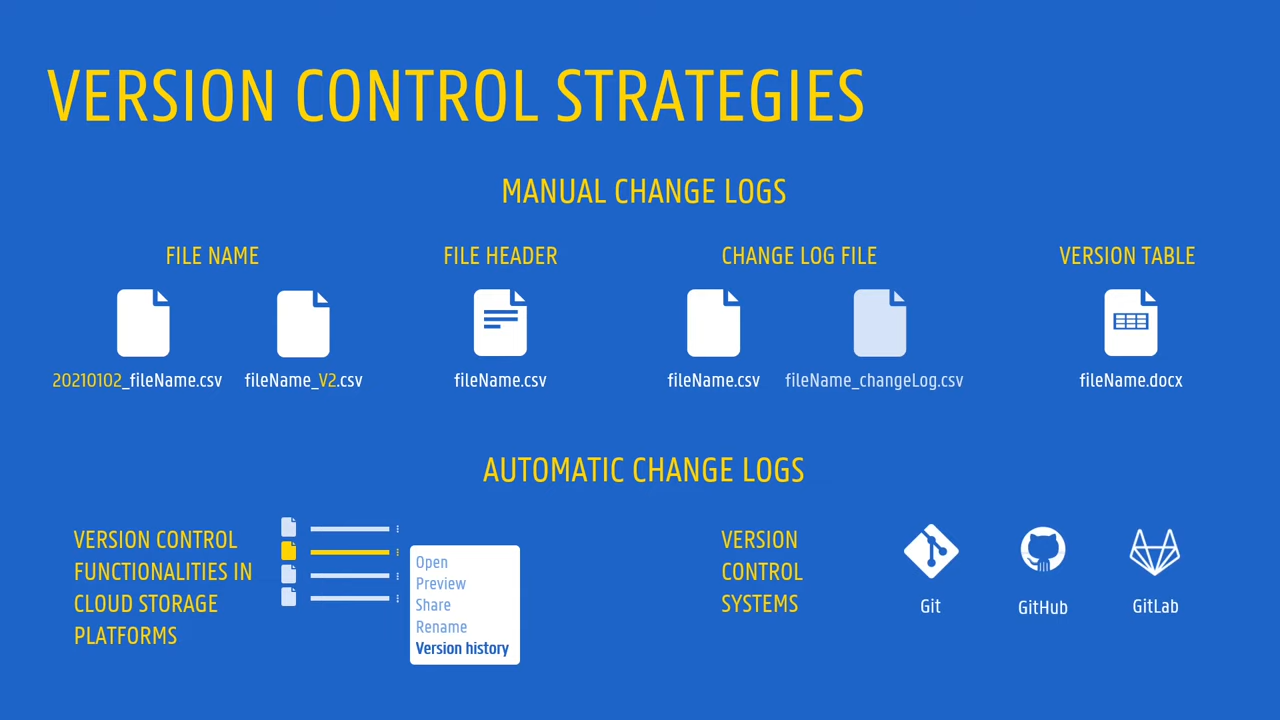 VERSION CONTROL STRATEGIES
MANUAL CHANGE LOGS
FILE NAME
FILE HEADER
CHANGE LOG FILE
VERSION TABLE
20210102_fileName.csv
fileName_V2.csv
fileName.csv
fileName.csv
fileName_changeLog.csv
fileName.docx
AUTOMATIC CHANGE LOGS
VERSION CONTROL
FUNCTIONALITIES IN
CLOUD STORAGE
PLATFORMS
Open
Preview
Share
Rename
Version history
VERSION
CONTROL
SYSTEMS
Git
GitHub
GitLab